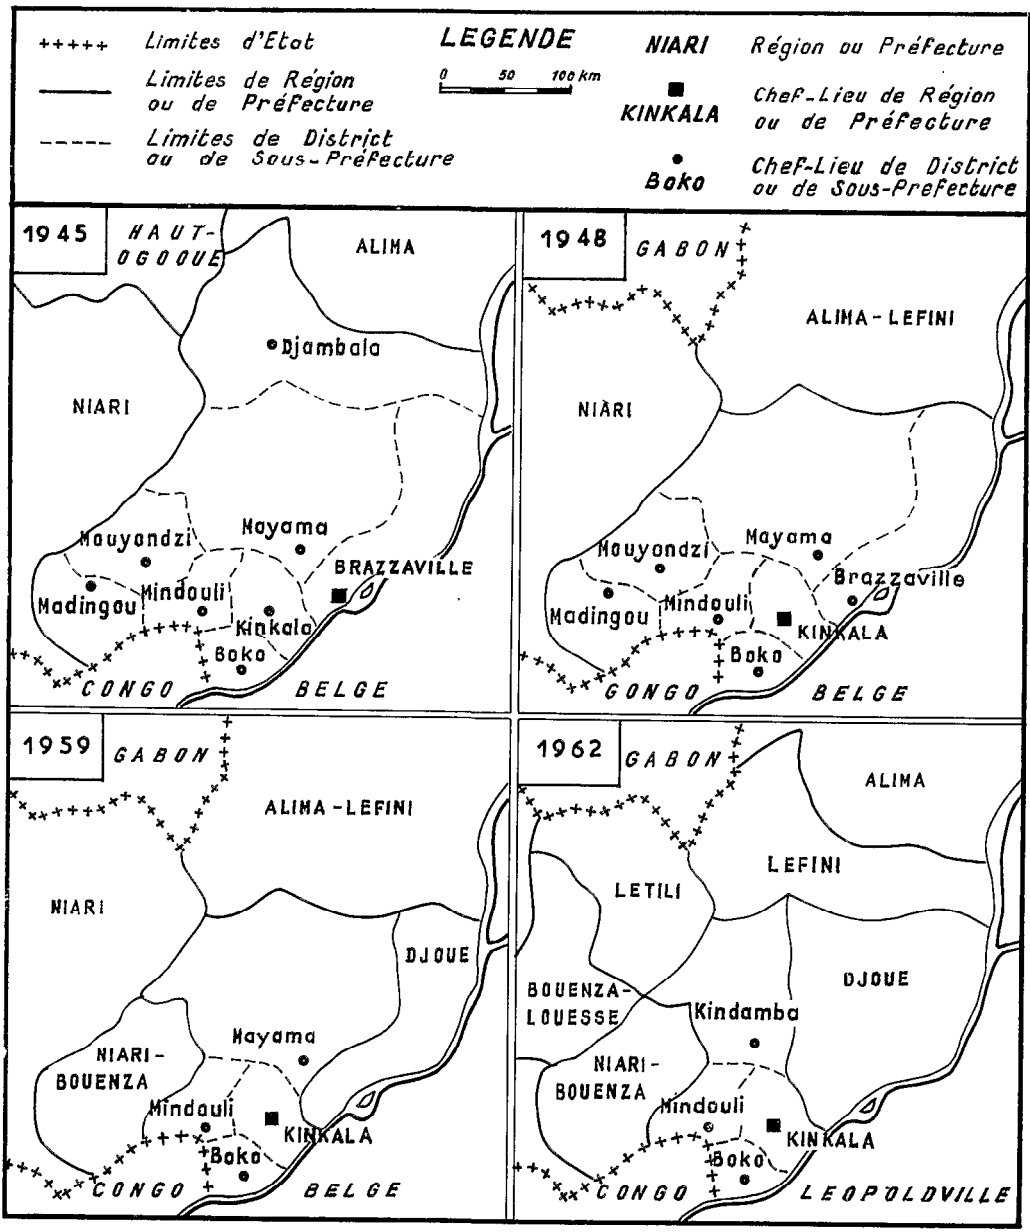 LEGENDE
+++++ Limites d'Etat
Limites de Région
ou de Préfecture
Limites de District
ou de Sous-Préfecture
0 50 100 km
NIARI Région ou Préfecture
KINKALA Chef-Lieu de Région
ou de Préfecture
Boko Chef-Lieu de District
ou de Sous-Prefecture
1945
HAUT-
OGOOUE
ALIMA
Djambala
NIARI
Mouyondzi
Mayama
BRAZZAVILLE
Madingou
Mindouli
Kinkala
Boko
CONGO BELGE
1948
GABON
ALIMA-LEFINI
NIARI
Mouyondzi
Mayama
Brazzaville
Madingou
Mindouli
KINKALA
Boko
GONGO BELGE
1959
GABON
ALIMA-LEFINI
NIARI
DJOUE
Mayama
NIARI-
BOUENZA
Mindouli
KINKALA
Boko
CONGO BELGE
1962
GABON
ALIMA
LEFINI
LETILI
DJOUE
BOUENZA-
LOUESSE
Kindamba
NIARI-
BOUENZA
Mindouli
KINKALA
Boko
CONGO LEOPOLDVILLE